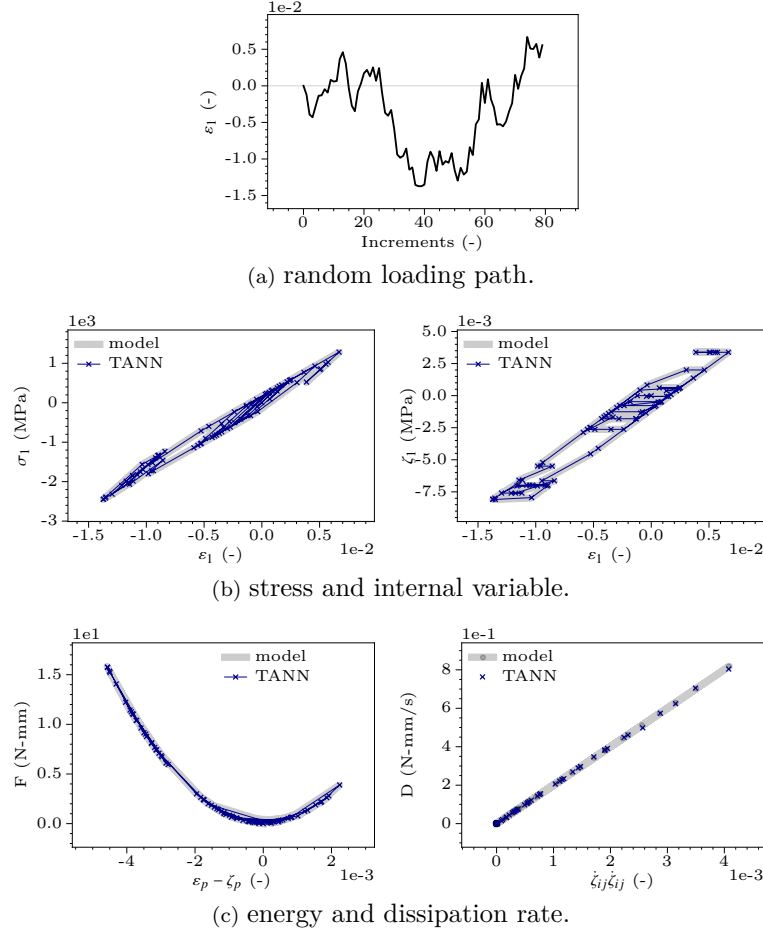 1e-2
0.5
0.0
-0.5
-1.0
-1.5
ε₁ (-)
0 20 40 60 80
Increments (-)
(a) random loading path.
1e3
1
0
-1
-2
-3
σ₁ (MPa)
model
TANN
-1.5 -1.0 -0.5 0.0 0.5
1e-2
ε₁ (-)
1e-3
5.0
2.5
0.0
-2.5
-5.0
-7.5
ζ₁ (MPa)
model
TANN
-1.5 -1.0 -0.5 0.0 0.5
1e-2
ε₁ (-)
(b) stress and internal variable.
1e1
1.5
1.0
0.5
0.0
F (N-mm)
model
TANN
-4 -2 0 2
1e-3
εₚ − ζₚ (-)
1e-1
8
6
4
2
0
D (N-mm/s)
model
TANN
0 1 2 3 4
1e-3
ζ̇ᵢⱼζ̇ᵢⱼ (-)
(c) energy and dissipation rate.